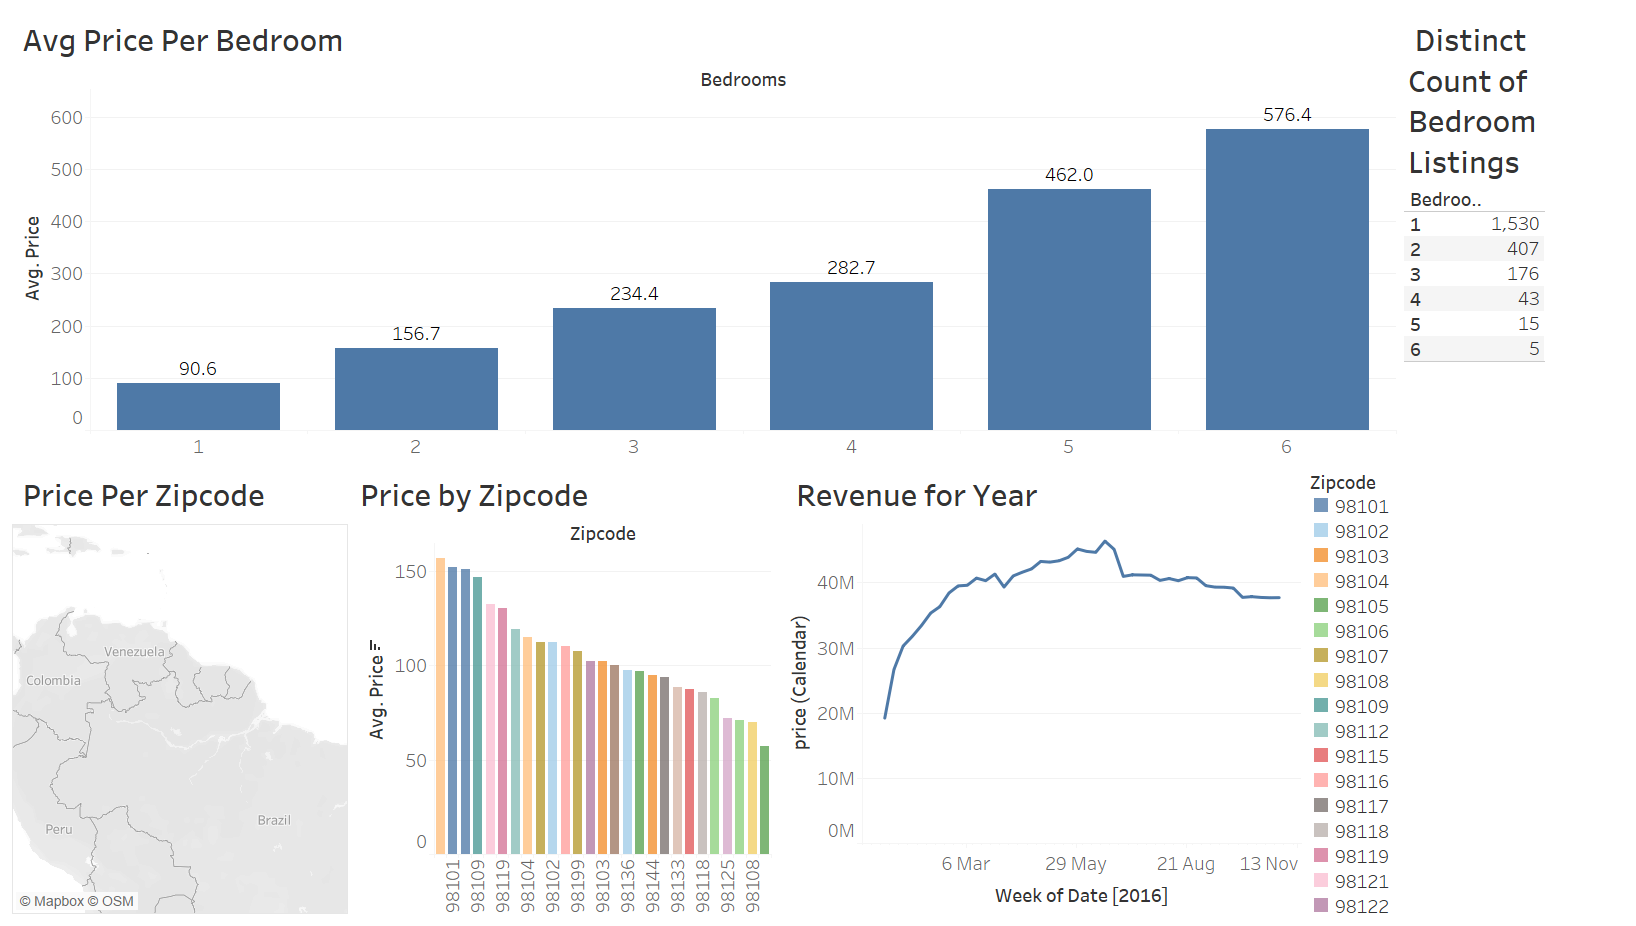 Avg Price Per Bedroom
Bedrooms
Avg. Price
600
500
400
300
200
100
0
90.6
156.7
234.4
282.7
462.0
576.4
1
2
3
4
5
6
Distinct
Count of
Bedroom
Listings
Bedroo..
1 1,530
2 407
3 176
4 43
5 15
6 5
Price Per Zipcode
Venezuela
Colombia
Peru
Brazil
© Mapbox © OSM
Price by Zipcode
Zipcode
Avg. Price
150
100
50
0
98101
98109
98119
98104
98102
98199
98103
98136
98144
98133
98118
98125
98108
Revenue for Year
price (Calendar)
40M
30M
20M
10M
0M
6 Mar
29 May
21 Aug
13 Nov
Week of Date [2016]
Zipcode
98101
98102
98103
98104
98105
98106
98107
98108
98109
98112
98115
98116
98117
98118
98119
98121
98122